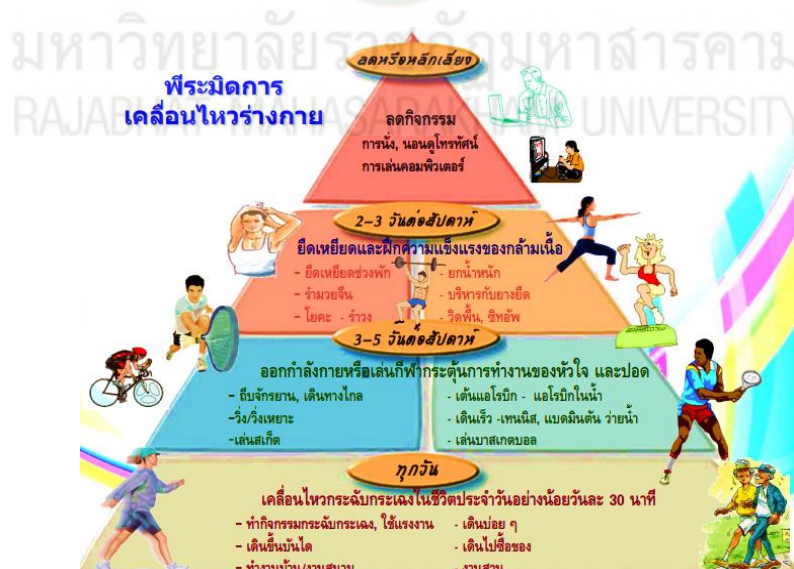 มหาวิทยาลัยราชภัฏมหาสารคาม
RAJABHAT MAHASARAKHAM UNIVERSITY
พีระมิดการ
เคลื่อนไหวร่างกาย
ลดหรือหลีกเลี่ยง
ลดกิจกรรม
การนั่ง, นอนดูโทรทัศน์
การเล่นคอมพิวเตอร์
2-3 วันต่อสัปดาห์
ยืดเหยียดและฝึกความแข็งแรงของกล้ามเนื้อ
- ยืดเหยียดช่วงพัก - ยกน้ำหนัก
- รำมวยจีน - บริหารกับยางยืด
- โยคะ - รำวง - วิดพื้น, ซิทอัพ
3-5 วันต่อสัปดาห์
ออกกำลังกายหรือเล่นกีฬากระตุ้นการทำงานของหัวใจ และปอด
- ถีบจักรยาน, เดินทางไกล - เต้นแอโรบิก - แอโรบิกในน้ำ
-วิ่ง/วิ่งเหยาะ - เดินเร็ว -เทนนิส, แบดมินตัน ว่ายน้ำ
-เล่นสเก็ต - เล่นบาสเกตบอล
ทุกวัน
เคลื่อนไหวกระฉับกระเฉงในชีวิตประจำวันอย่างน้อยวันละ 30 นาที
- ทำกิจกรรมกระฉับกระเฉง, ใช้แรงงาน - เดินบ่อย ๆ
- เดินขึ้นบันได - เดินไปซื้อของ
- ทำงานบ้าน/งานสนาม - งานสวน